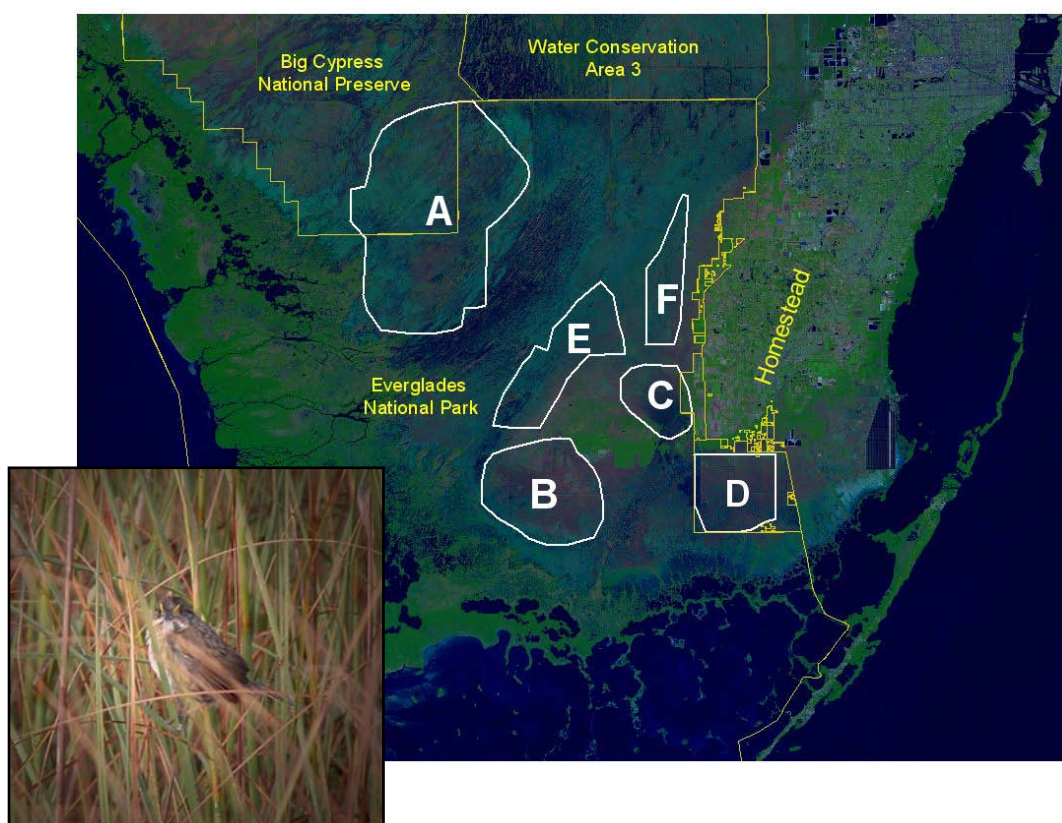 Big Cypress
National Preserve
Water Conservation
Area 3
A
F
E
Homestead
C
Everglades
National Park
B
D